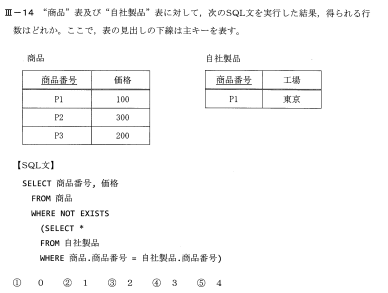 Ⅲ－14 “商品”表及び“自社製品”表に対して，次のSQL文を実行した結果，得られる行
数はどれか。ここで，表の見出しの下線は主キーを表す。
商品
商品番号 価格
P1 100
P2 300
P3 200
自社製品
商品番号 工場
P1 東京
【SQL文】
SELECT 商品番号, 価格
FROM 商品
WHERE NOT EXISTS
(SELECT *
FROM 自社製品
WHERE 商品.商品番号 = 自社製品.商品番号)
① 0 ② 1 ③ 2 ④ 3 ⑤ 4